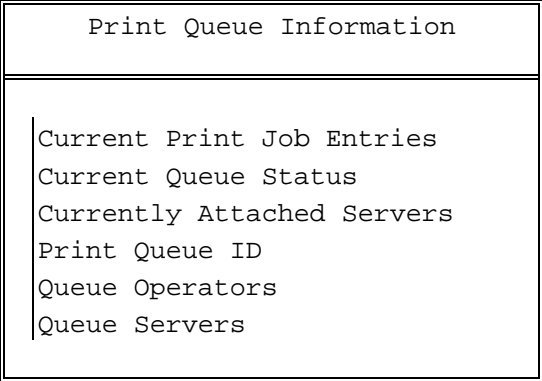 Print Queue Information
Current Print Job Entries
Current Queue Status
Currently Attached Servers
Print Queue ID
Queue Operators
Queue Servers